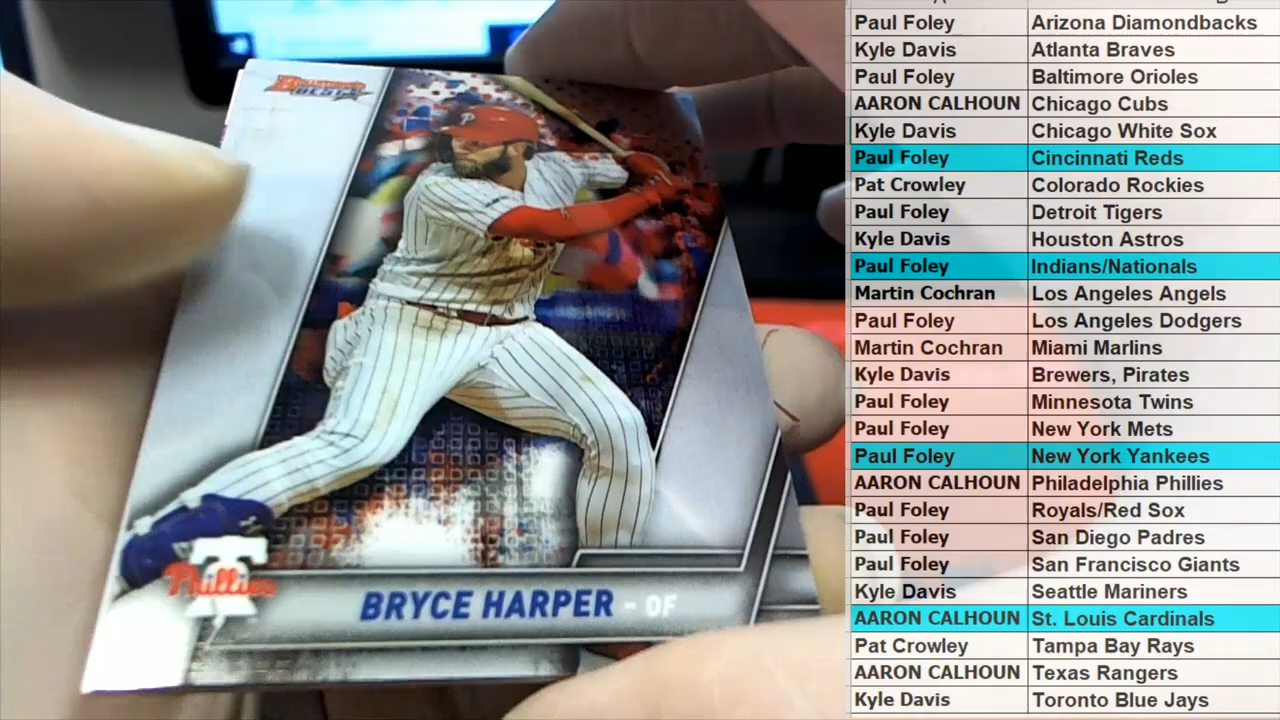 BOWMAN'S
BEST
P
Phillies
BRYCE HARPER - OF
Paul Foley Arizona Diamondbacks
Kyle Davis Atlanta Braves
Paul Foley Baltimore Orioles
AARON CALHOUN Chicago Cubs
Kyle Davis Chicago White Sox
Paul Foley Cincinnati Reds
Pat Crowley Colorado Rockies
Paul Foley Detroit Tigers
Kyle Davis Houston Astros
Paul Foley Indians/Nationals
Martin Cochran Los Angeles Angels
Paul Foley Los Angeles Dodgers
Martin Cochran Miami Marlins
Kyle Davis Brewers, Pirates
Paul Foley Minnesota Twins
Paul Foley New York Mets
Paul Foley New York Yankees
AARON CALHOUN Philadelphia Phillies
Paul Foley Royals/Red Sox
Paul Foley San Diego Padres
Paul Foley San Francisco Giants
Kyle Davis Seattle Mariners
AARON CALHOUN St. Louis Cardinals
Pat Crowley Tampa Bay Rays
AARON CALHOUN Texas Rangers
Kyle Davis Toronto Blue Jays